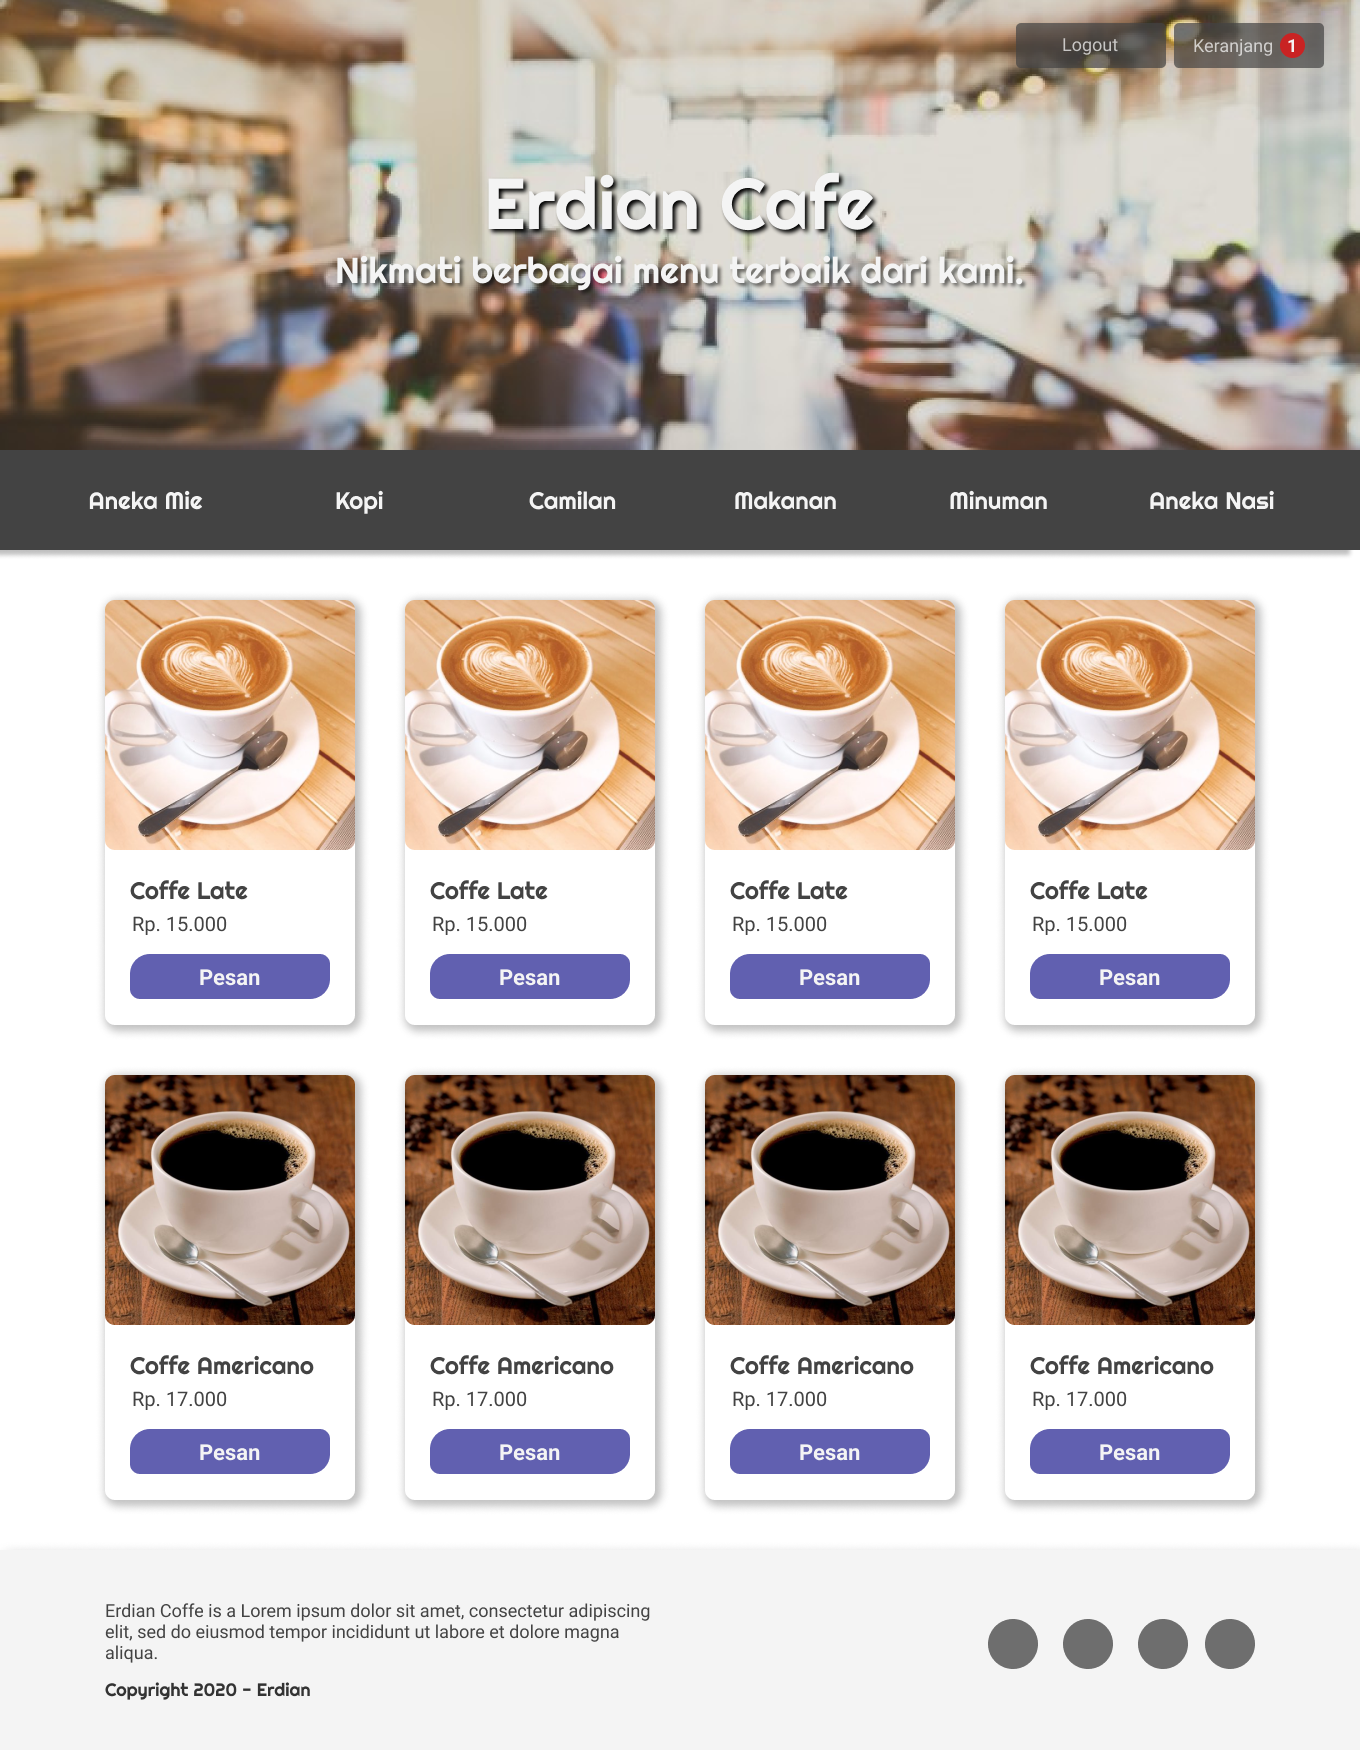 Logout
Keranjang 1
Erdian Cafe
Nikmati berbagai menu terbaik dari kami.
Aneka Mie Kopi Camilan Makanan Minuman Aneka Nasi
Coffe Late Coffe Late Coffe Late Coffe Late
Rp. 15.000 Rp. 15.000 Rp. 15.000 Rp. 15.000
Pesan Pesan Pesan Pesan
Coffe Americano Coffe Americano Coffe Americano Coffe Americano
Rp. 17.000 Rp. 17.000 Rp. 17.000 Rp. 17.000
Pesan Pesan Pesan Pesan
Erdian Coffe is a Lorem ipsum dolor sit amet, consectetur adipiscing
elit, sed do eiusmod tempor incididunt ut labore et dolore magna
aliqua.
Copyright 2020 - Erdian